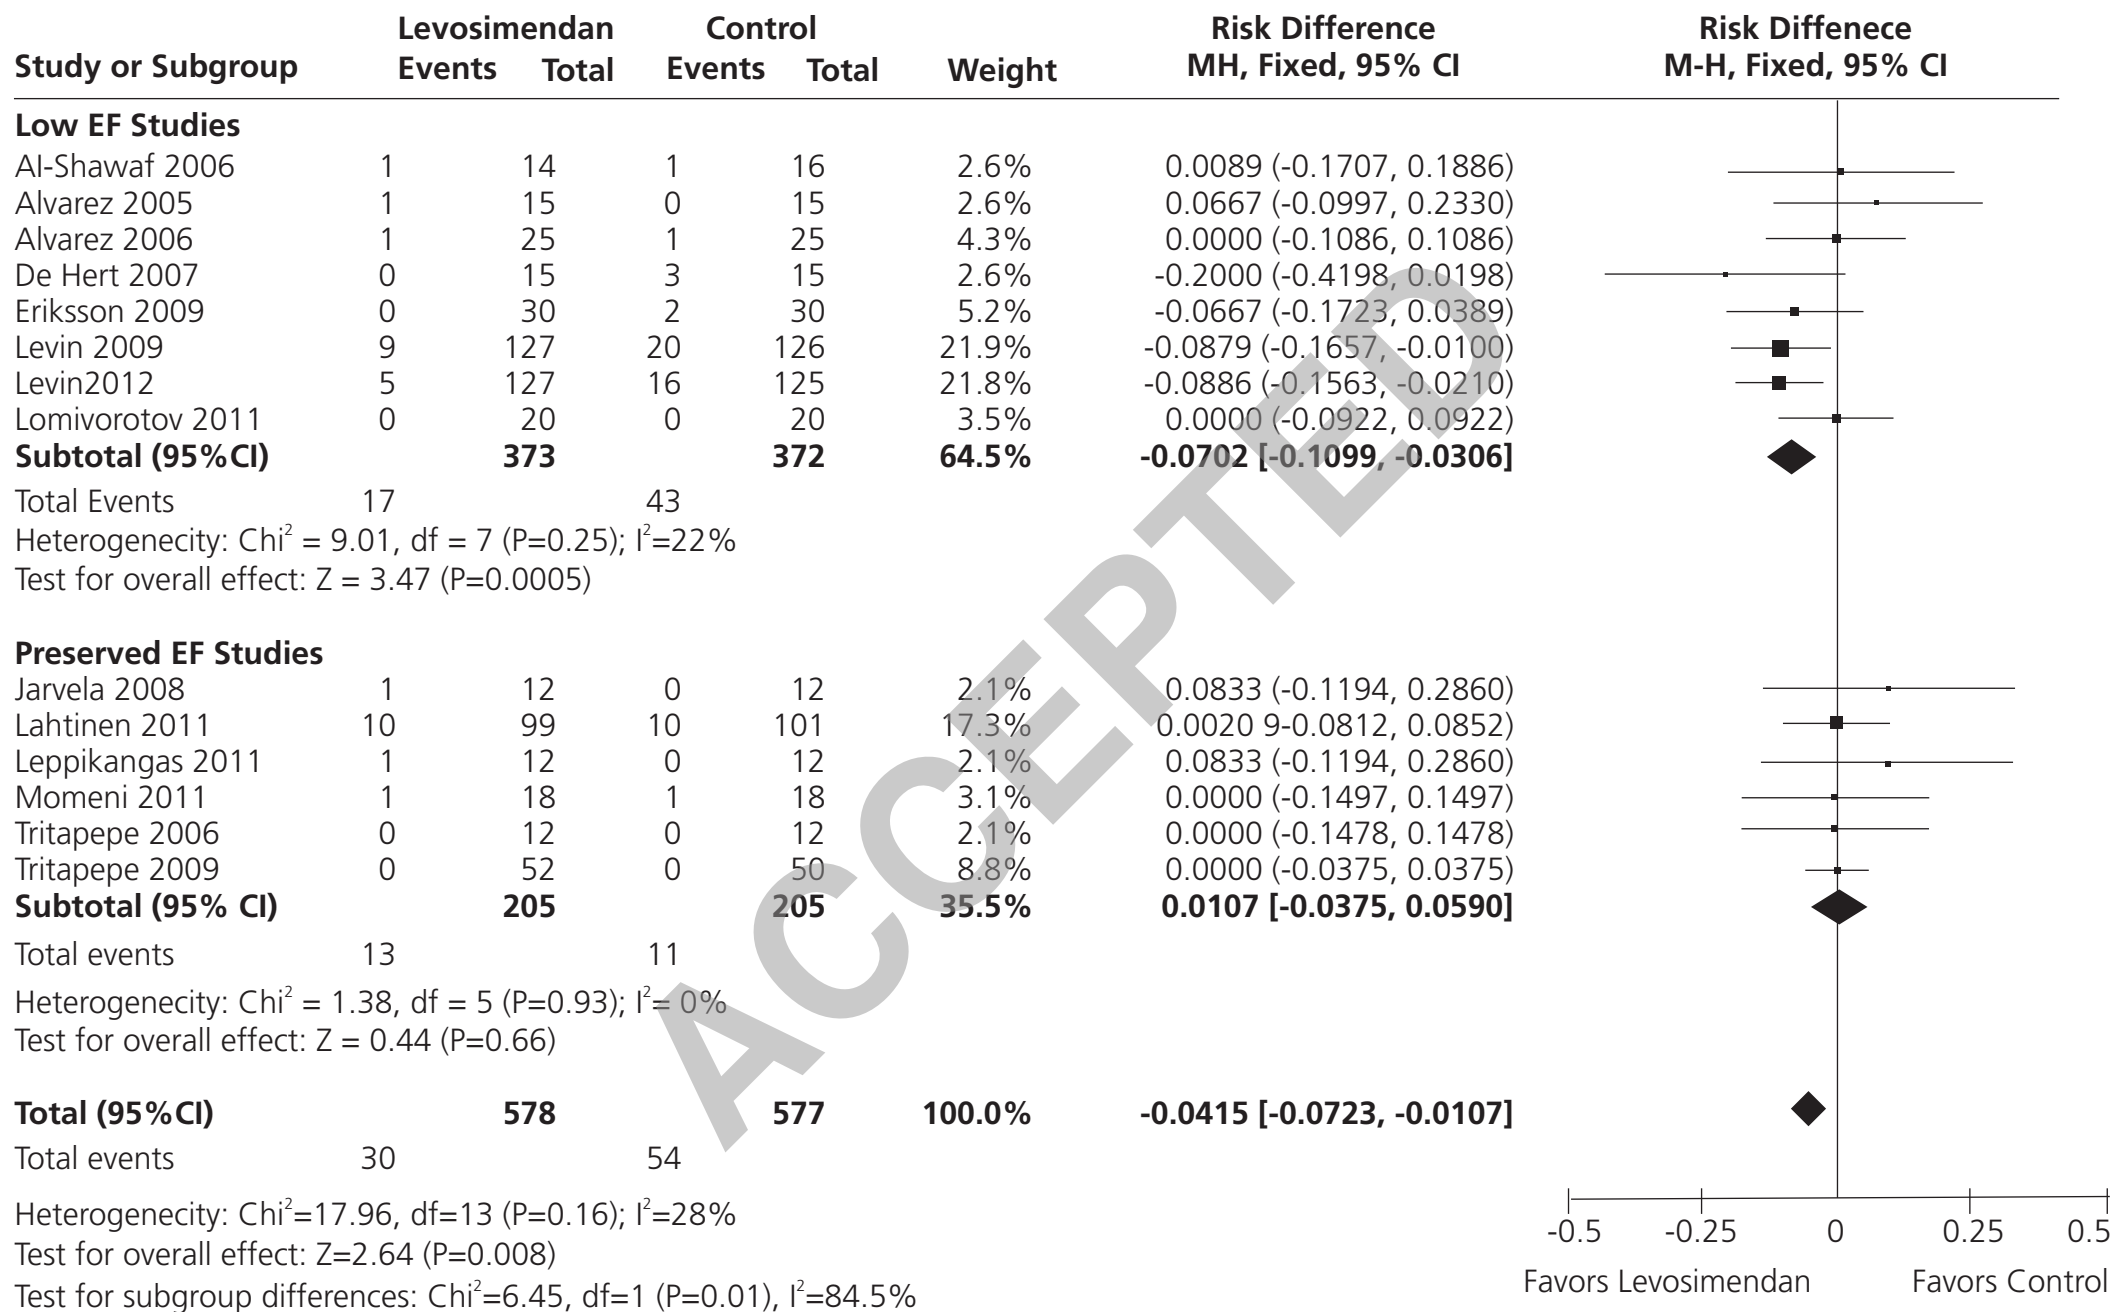 Levosimendan Control Risk Difference Risk Diffenece
Study or Subgroup Events Total Events Total Weight MH, Fixed, 95% CI M-H, Fixed, 95% CI
Low EF Studies
Al-Shawaf 2006 1 14 1 16 2.6% 0.0089 (-0.1707, 0.1886)
Alvarez 2005 1 15 0 15 2.6% 0.0667 (-0.0997, 0.2330)
Alvarez 2006 1 25 1 25 4.3% 0.0000 (-0.1086, 0.1086)
De Hert 2007 0 15 3 15 2.6% -0.2000 (-0.4198, 0.0198)
Eriksson 2009 0 30 2 30 5.2% -0.0667 (-0.1723, 0.0389)
Levin 2009 9 127 20 126 21.9% -0.0879 (-0.1657, -0.0100)
Levin2012 5 127 16 125 21.8% -0.0886 (-0.1563, -0.0210)
Lomivorotov 2011 0 20 0 20 3.5% 0.0000 (-0.0922, 0.0922)
Subtotal (95%CI) 373 372 64.5% -0.0702 [-0.1099, -0.0306]
Total Events 17 43
Heterogenecity: Chi² = 9.01, df = 7 (P=0.25); I²=22%
Test for overall effect: Z = 3.47 (P=0.0005)
Preserved EF Studies
Jarvela 2008 1 12 0 12 2.1% 0.0833 (-0.1194, 0.2860)
Lahtinen 2011 10 99 10 101 17.3% 0.0020 9-0.0812, 0.0852)
Leppikangas 2011 1 12 0 12 2.1% 0.0833 (-0.1194, 0.2860)
Momeni 2011 1 18 1 18 3.1% 0.0000 (-0.1497, 0.1497)
Tritapepe 2006 0 12 0 12 2.1% 0.0000 (-0.1478, 0.1478)
Tritapepe 2009 0 52 0 50 8.8% 0.0000 (-0.0375, 0.0375)
Subtotal (95% CI) 205 205 35.5% 0.0107 [-0.0375, 0.0590]
Total events 13 11
Heterogenecity: Chi² = 1.38, df = 5 (P=0.93); I²= 0%
Test for overall effect: Z = 0.44 (P=0.66)
Total (95%CI) 578 577 100.0% -0.0415 [-0.0723, -0.0107]
Total events 30 54
Heterogenecity: Chi²=17.96, df=13 (P=0.16); I²=28%
Test for overall effect: Z=2.64 (P=0.008)
Test for subgroup differences: Chi²=6.45, df=1 (P=0.01), I²=84.5%
-0.5 -0.25 0 0.25 0.5
Favors Levosimendan Favors Control
ACCEPTED